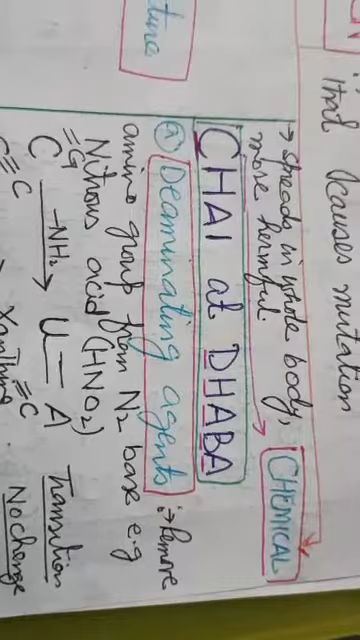 that causes mutation
CHEMICAL
→ spreads in whole body,
more harmful.
CHAI at DHABA
ⓐ Deaminating agents :→ Remove
amino group from N₂ base e.g
Nitrous acid (HNO₂)
C —-NH₂→ U = A Transition
≡G
Xanthine ≡C No change
G≡C